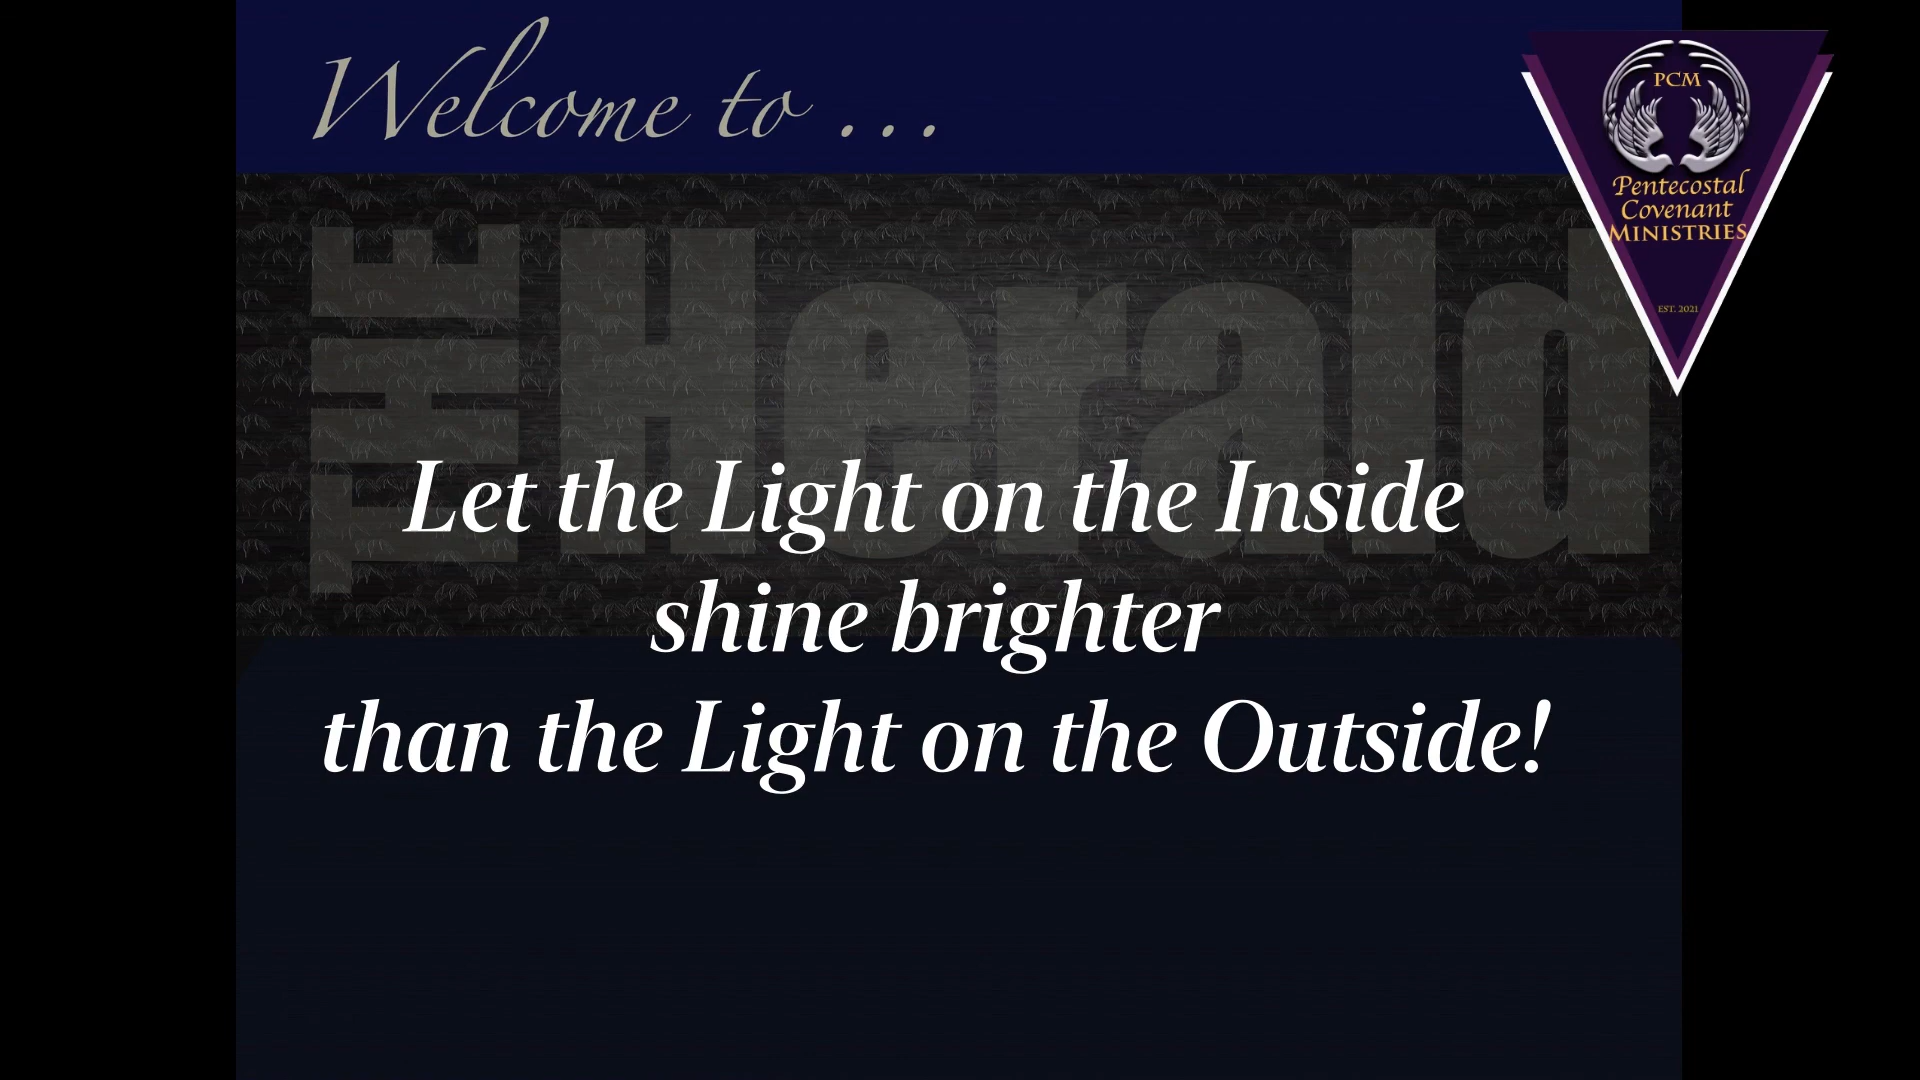 Welcome to ...
THE Herald
PCM
Pentecostal
Covenant
MINISTRIES
EST. 2021
Let the Light on the Inside
shine brighter
than the Light on the Outside!